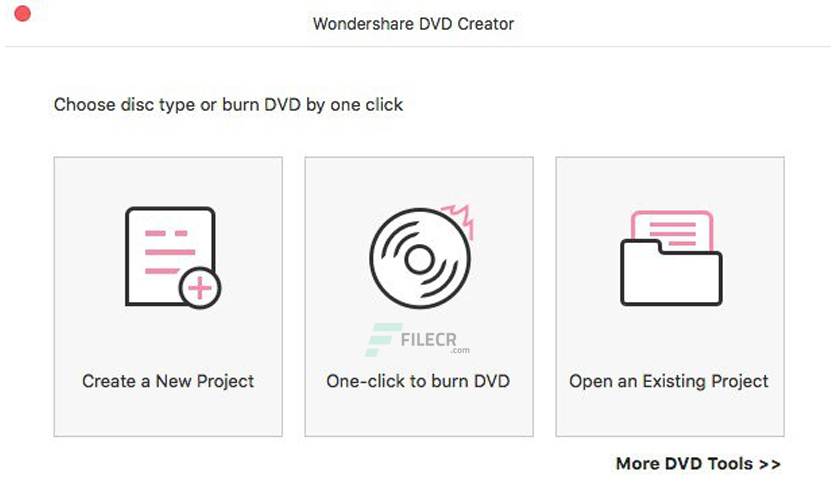 Wondershare DVD Creator
Choose disc type or burn DVD by one click
FILECR
.com
Create a New Project
One-click to burn DVD
Open an Existing Project
More DVD Tools >>